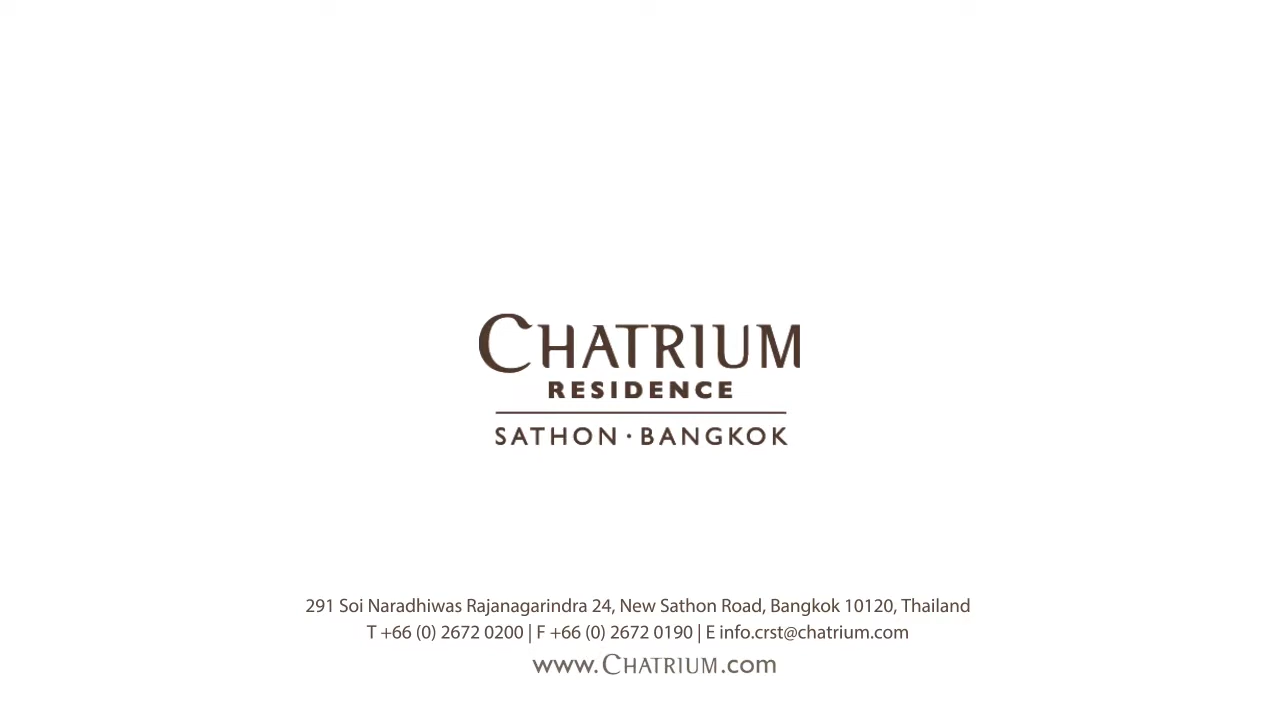 CHATRIUM
RESIDENCE
SATHON · BANGKOK
291 Soi Naradhiwas Rajanagarindra 24, New Sathon Road, Bangkok 10120, Thailand
T +66 (0) 2672 0200 | F +66 (0) 2672 0190 | E info.crst@chatrium.com
www.CHATRIUM.com